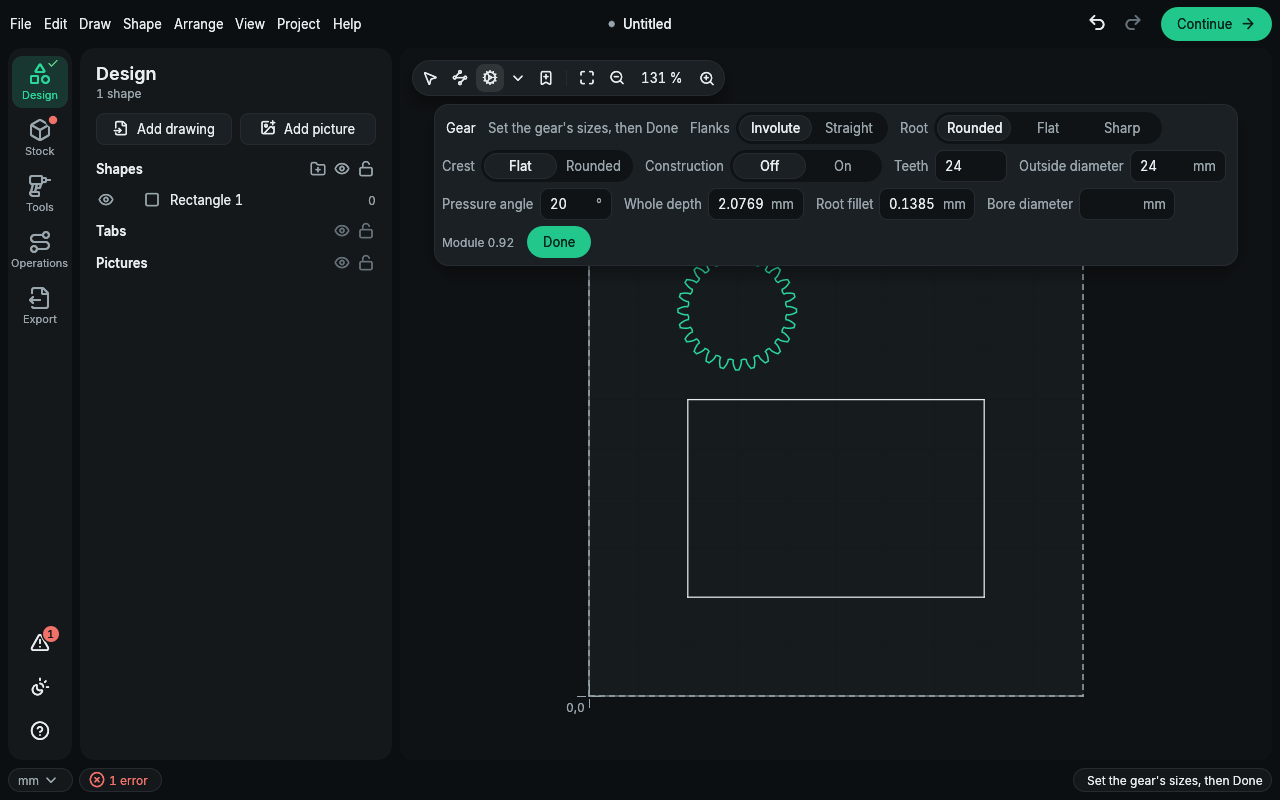 File Edit Draw Shape Arrange View Project Help
Untitled
Continue
Design
Stock
Tools
Operations
Export
1
Design
1 shape
Add drawing
Add picture
Shapes
Rectangle 1 0
Tabs
Pictures
131 %
Gear Set the gear's sizes, then Done Flanks Involute Straight Root Rounded Flat Sharp
Crest Flat Rounded Construction Off On Teeth 24 Outside diameter 24 mm
Pressure angle 20 ° Whole depth 2.0769 mm Root fillet 0.1385 mm Bore diameter mm
Module 0.92 Done
0,0
mm
1 error
Set the gear's sizes, then Done